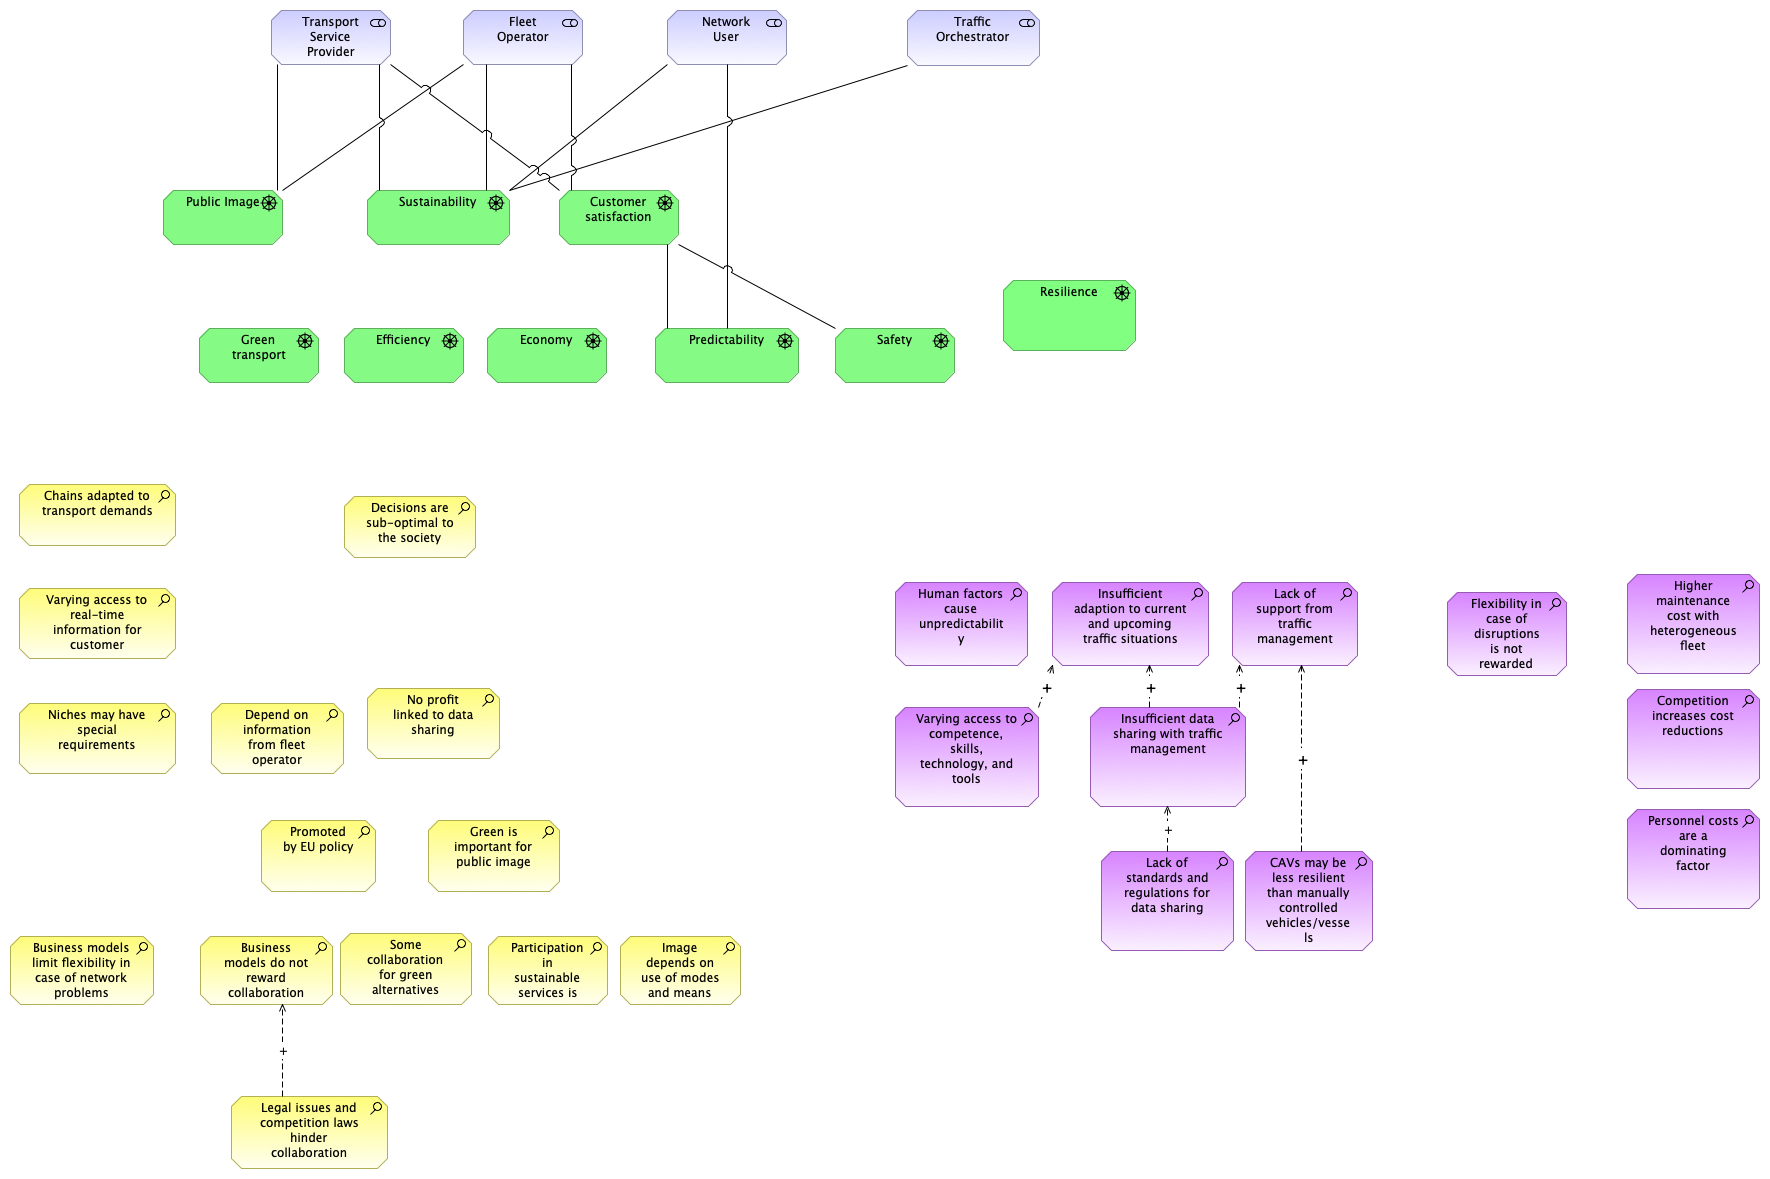 Transport
Service
Provider
Fleet
Operator
Network
User
Traffic
Orchestrator
Public Image
Sustainability
Customer
satisfaction
Resilience
Green
transport
Efficiency
Economy
Predictability
Safety
Chains adapted to
transport demands
Decisions are
sub-optimal to
the society
Varying access to
real-time
information for
customer
Human factors
cause
unpredictabilit
y
Insufficient
adaption to current
and upcoming
traffic situations
Lack of
support from
traffic
management
Flexibility in
case of
disruptions
is not
rewarded
Higher
maintenance
cost with
heterogeneous
fleet
+
+
+
Niches may have
special
requirements
Depend on
information
from fleet
operator
No profit
linked to data
sharing
Varying access to
competence,
skills,
technology, and
tools
Insufficient data
sharing with traffic
management
+
Competition
increases cost
reductions
Promoted
by EU policy
Green is
important for
public image
+
Personnel costs
are a
dominating
factor
Lack of
standards and
regulations for
data sharing
CAVs may be
less resilient
than manually
controlled
vehicles/vesse
ls
Business models
limit flexibility in
case of network
problems
Business
models do not
reward
collaboration
Some
collaboration
for green
alternatives
Participation
in
sustainable
services is
Image
depends on
use of modes
and means
+
Legal issues and
competition laws
hinder
collaboration